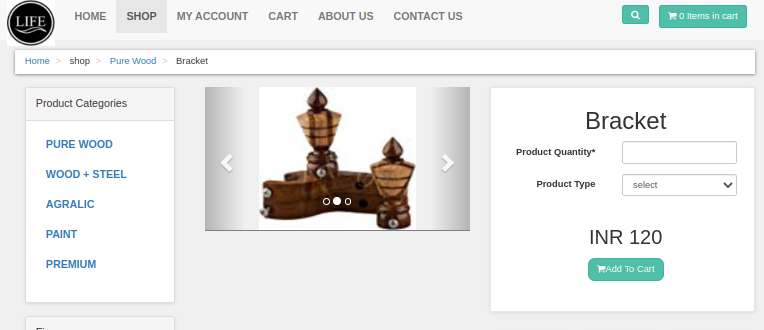 LIFE
HOME SHOP MY ACCOUNT CART ABOUT US CONTACT US
0 Items in cart
Home > shop > Pure Wood > Bracket
Product Categories
PURE WOOD
WOOD + STEEL
AGRALIC
PAINT
PREMIUM
Bracket
Product Quantity*
Product Type select
INR 120
Add To Cart